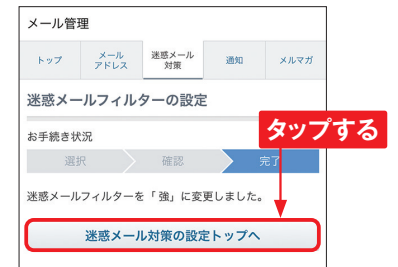 メール管理
トップ
メール
アドレス
迷惑メール
対策
通知
メルマガ
迷惑メールフィルターの設定
タップする
お手続き状況
選択
確認
完了
迷惑メールフィルターを「強」に変更しました。
迷惑メール対策の設定トップへ